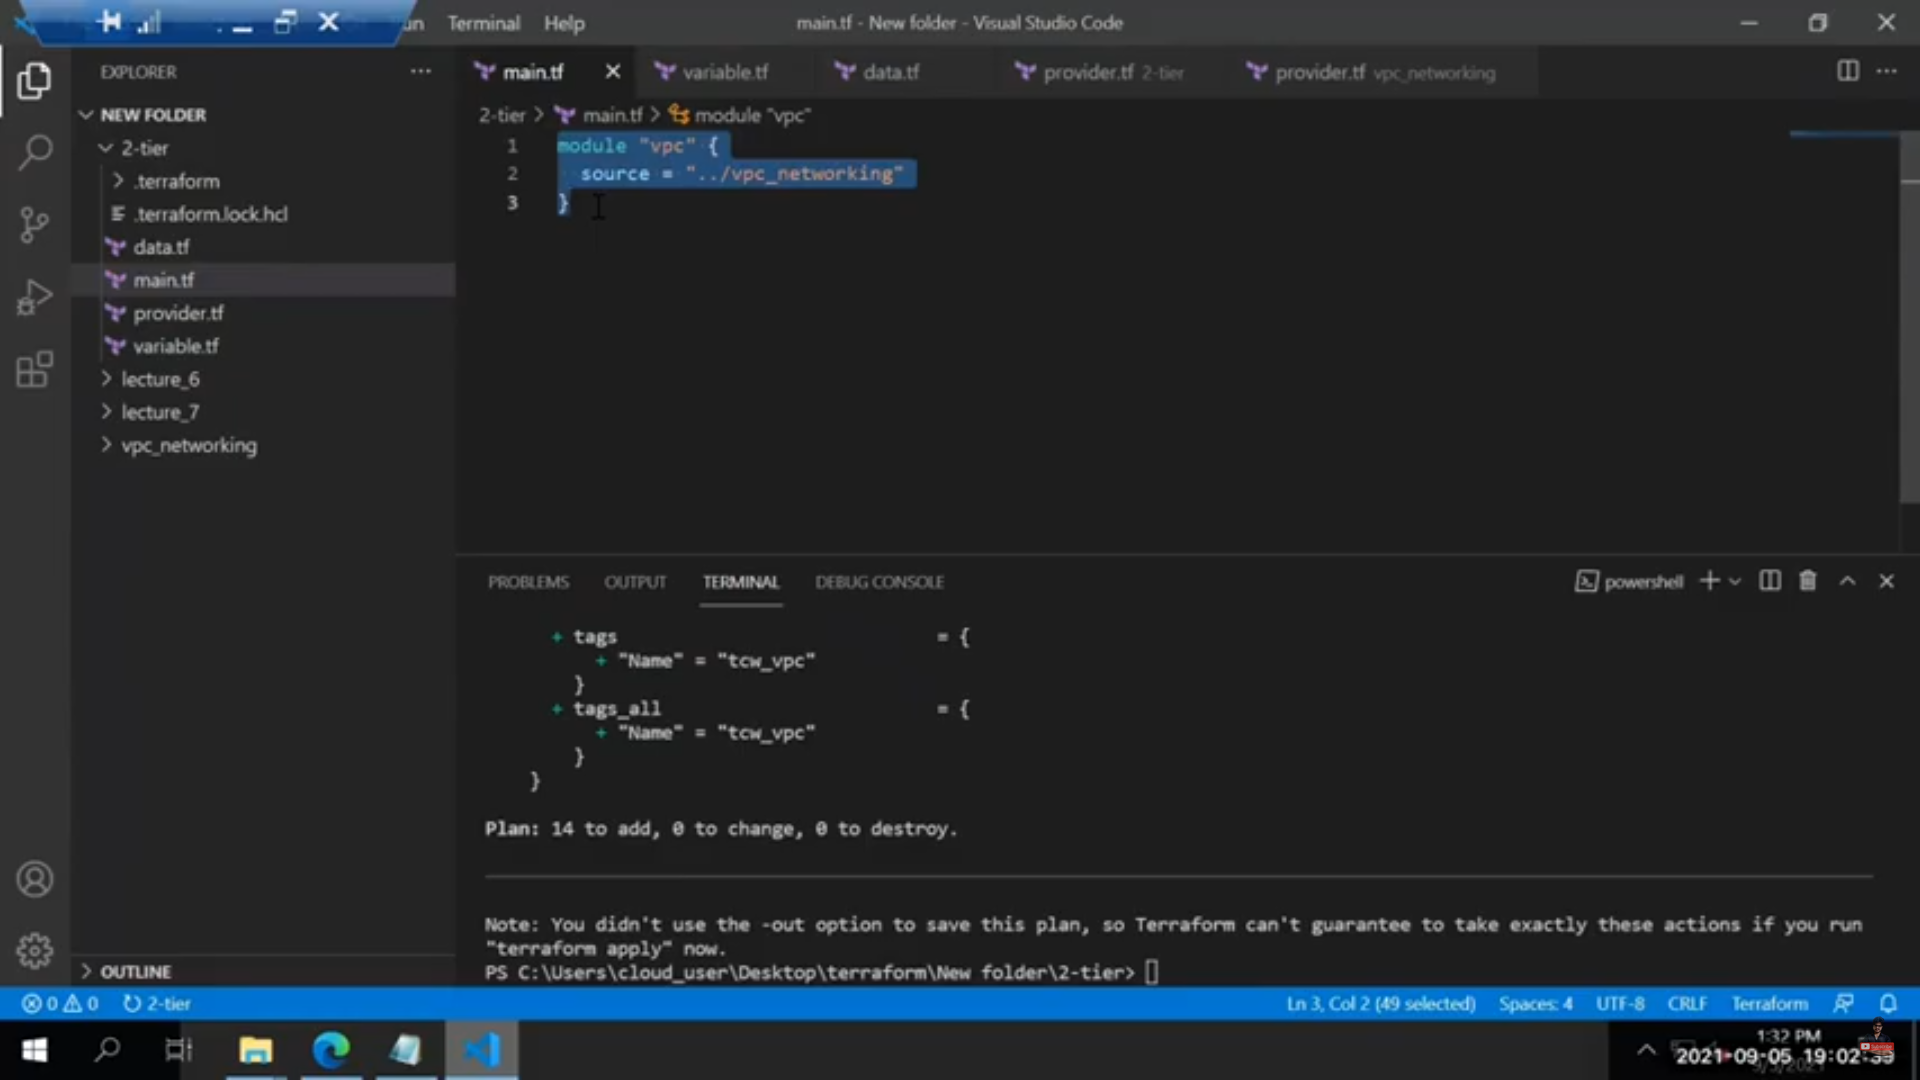 un Terminal Help main.tf - New folder - Visual Studio Code
EXPLORER
NEW FOLDER
2-tier
.terraform
.terraform.lock.hcl
data.tf
main.tf
provider.tf
variable.tf
lecture_6
lecture_7
vpc_networking
OUTLINE
main.tf variable.tf data.tf provider.tf 2-tier provider.tf vpc_networking
2-tier > main.tf > module "vpc"
1 module "vpc" {
2 source = "../vpc_networking"
3 }
PROBLEMS OUTPUT TERMINAL DEBUG CONSOLE powershell
+ tags = {
+ "Name" = "tcw_vpc"
}
+ tags_all = {
+ "Name" = "tcw_vpc"
}
}
Plan: 14 to add, 0 to change, 0 to destroy.
Note: You didn't use the -out option to save this plan, so Terraform can't guarantee to take exactly these actions if you run
"terraform apply" now.
PS C:\Users\cloud_user\Desktop\terraform\New folder\2-tier>
0 0 2-tier Ln 3, Col 2 (49 selected) Spaces: 4 UTF-8 CRLF Terraform
1:32 PM
2021-09-05 19:02:39